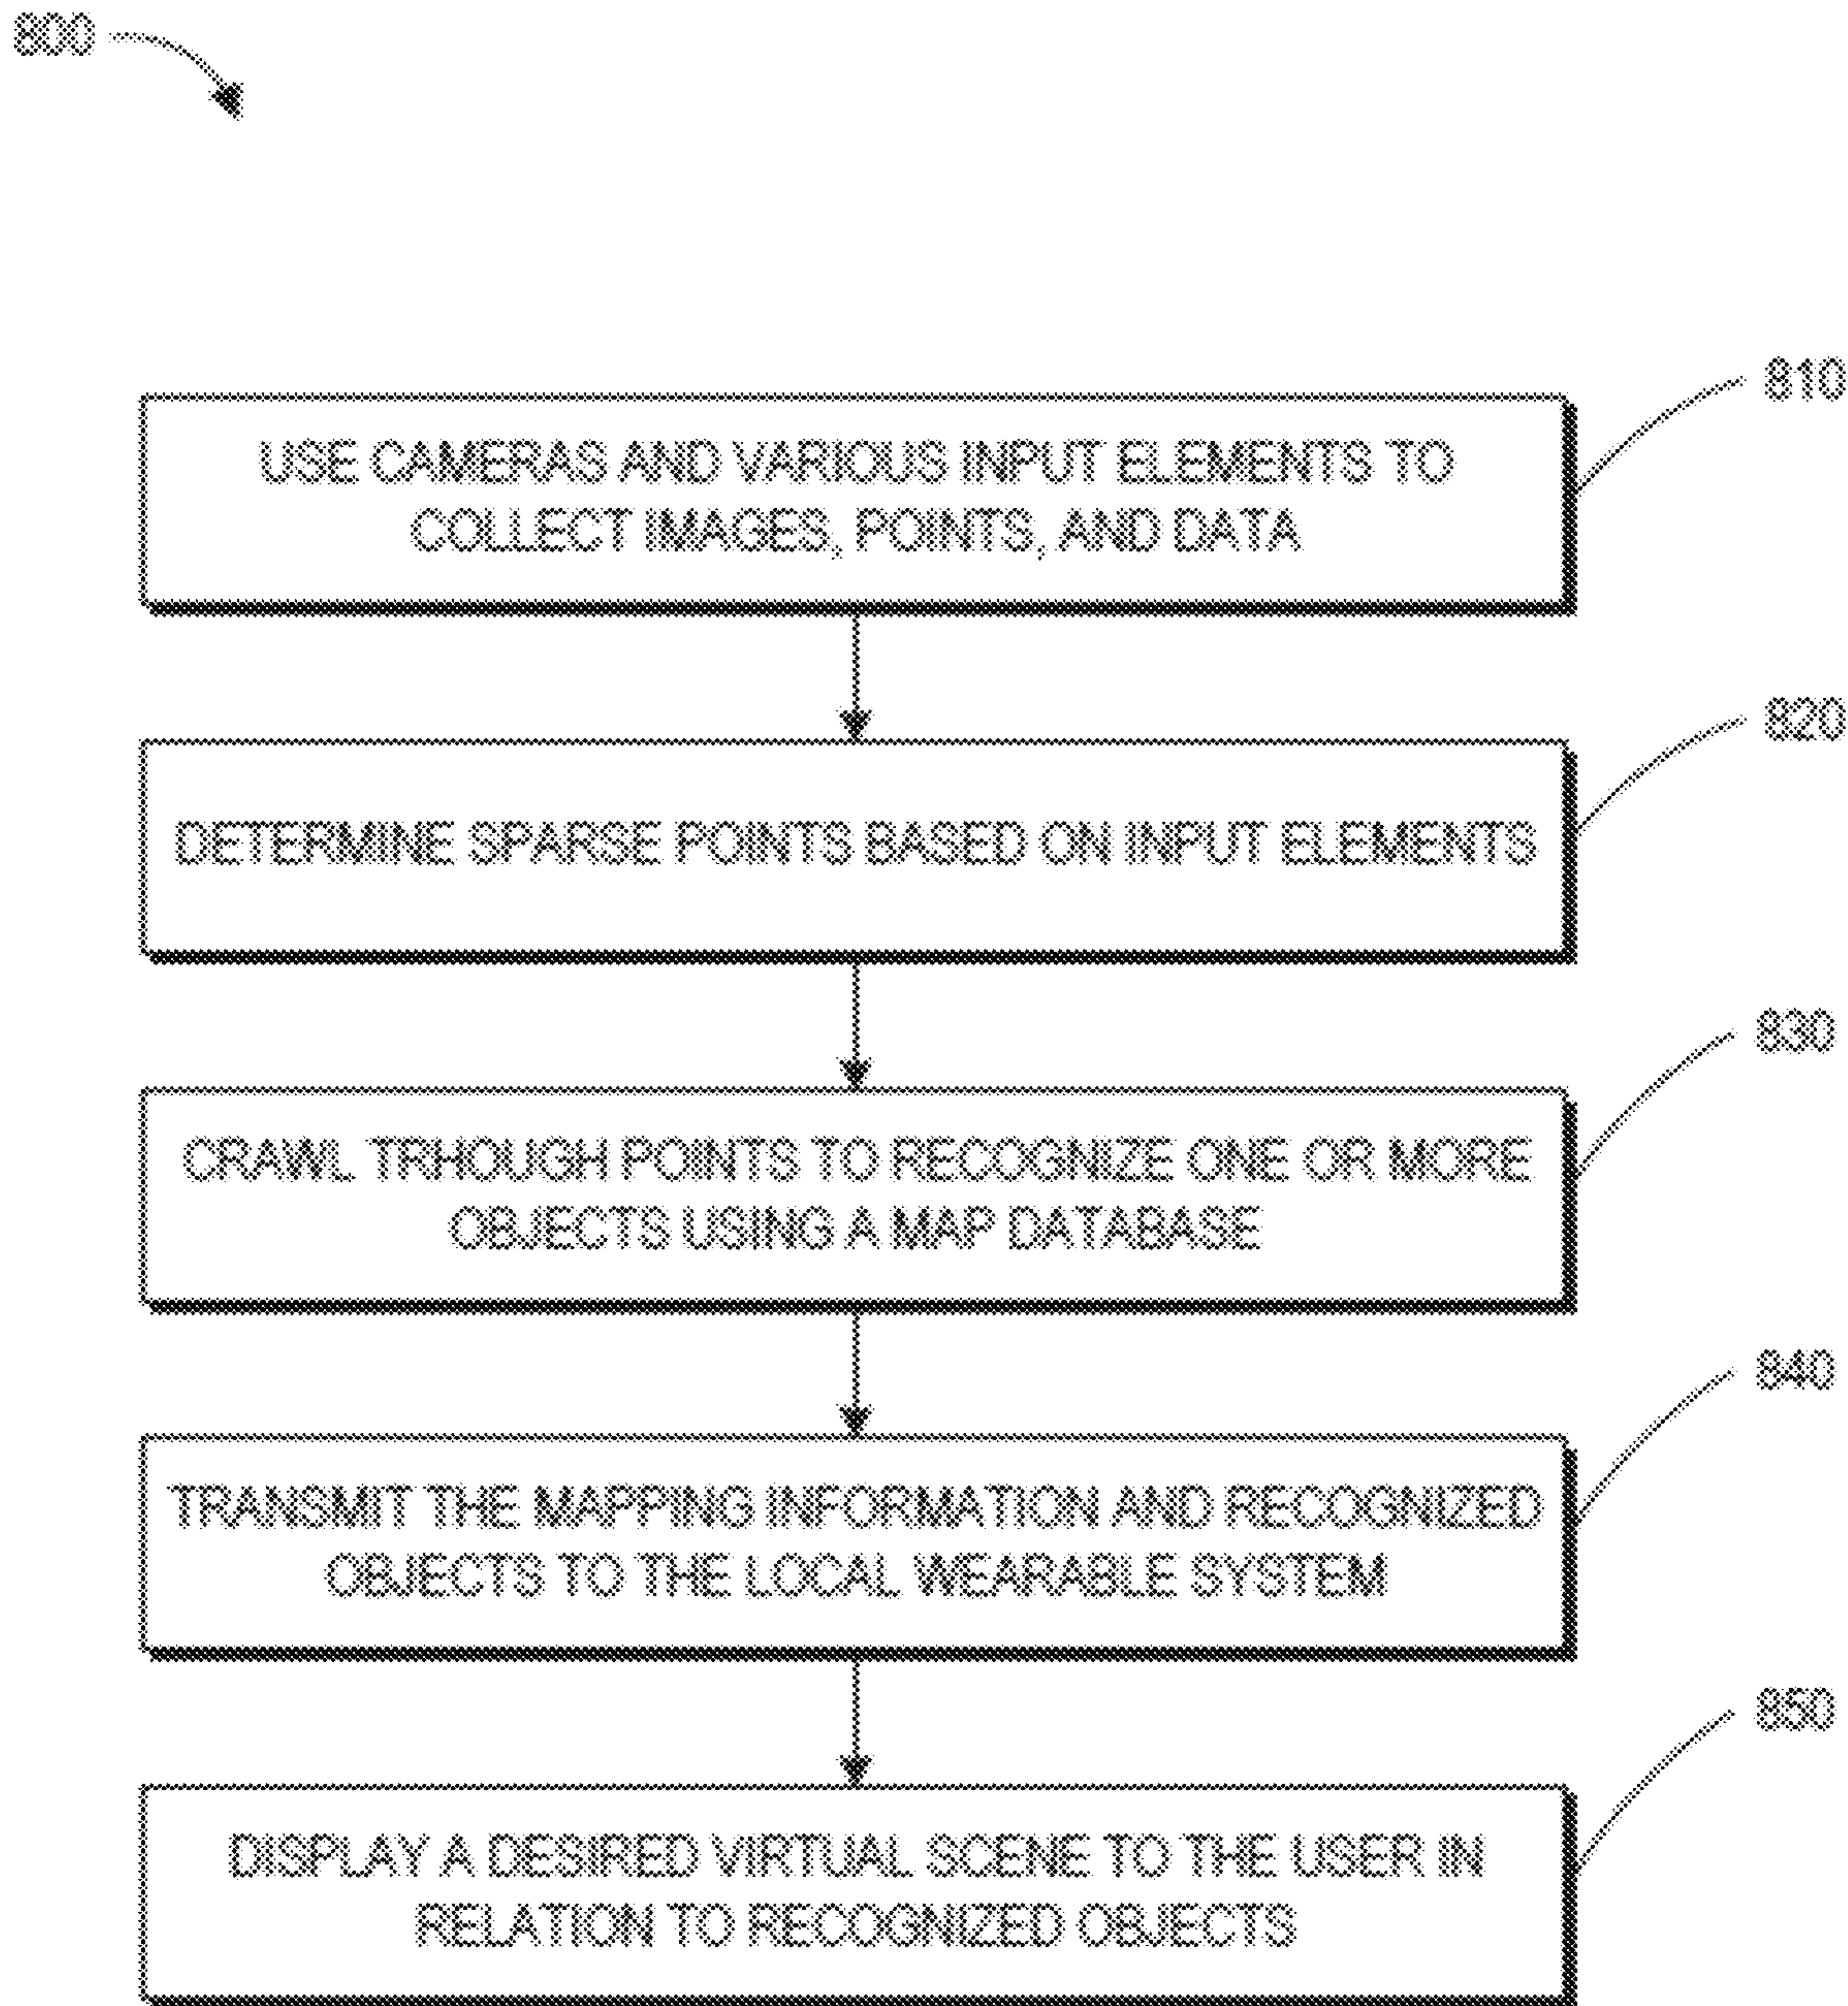 800
810
USE CAMERAS AND VARIOUS INPUT ELEMENTS TO
COLLECT IMAGES, POINTS, AND DATA
820
DETERMINE SPARSE POINTS BASED ON INPUT ELEMENTS
830
CRAWL TRHOUGH POINTS TO RECOGNIZE ONE OR MORE
OBJECTS USING A MAP DATABASE
840
TRANSMIT THE MAPPING INFORMATION AND RECOGNIZED
OBJECTS TO THE LOCAL WEARABLE SYSTEM
850
DISPLAY A DESIRED VIRTUAL SCENE TO THE USER IN
RELATION TO RECOGNIZED OBJECTS